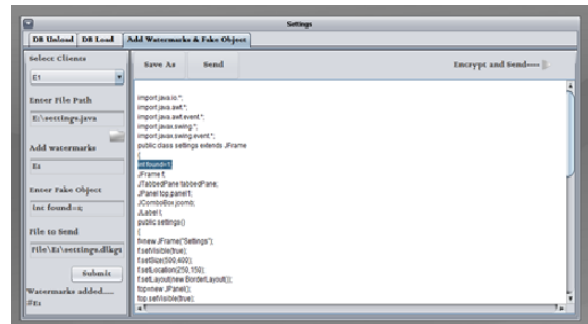 Settings
DB Unload DB Load Add Watermarks & Fake Object
Select Clients
E1
Enter File Path
E:\settings.java
Add watermarks
E1
Enter Fake Object
int found=1;
File to Send
Submit
Watermarks added.....
Save As Send Encrypt and Send
import java.io.*;
import java.awt.*;
import java.awt.event.*;
import javax.swing.*;
import javax.swing.event.*;
public class settings extends JFrame
{
int found=1;
JFrame f;
JTabbedPane tabbedPane;
JPanel top,panel1;
JComboBox jcomb;
JLabel l;
public settings()
{
f=new JFrame("Settings");
f.setVisible(true);
f.setSize(500,400);
f.setLocation(250,150);
f.setLayout(new BorderLayout());
top=new JPanel();
top.setVisible(true);